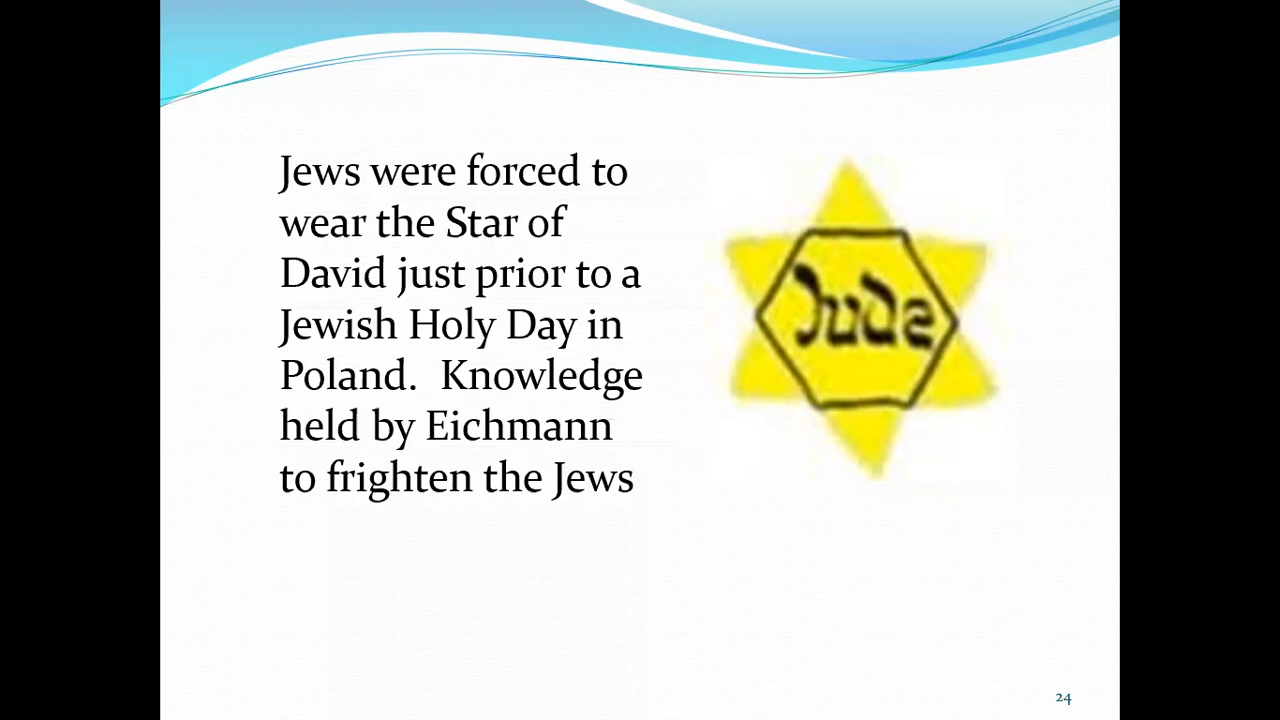 Jews were forced to
wear the Star of
David just prior to a
Jewish Holy Day in
Poland.  Knowledge
held by Eichmann
to frighten the Jews
Jude
24